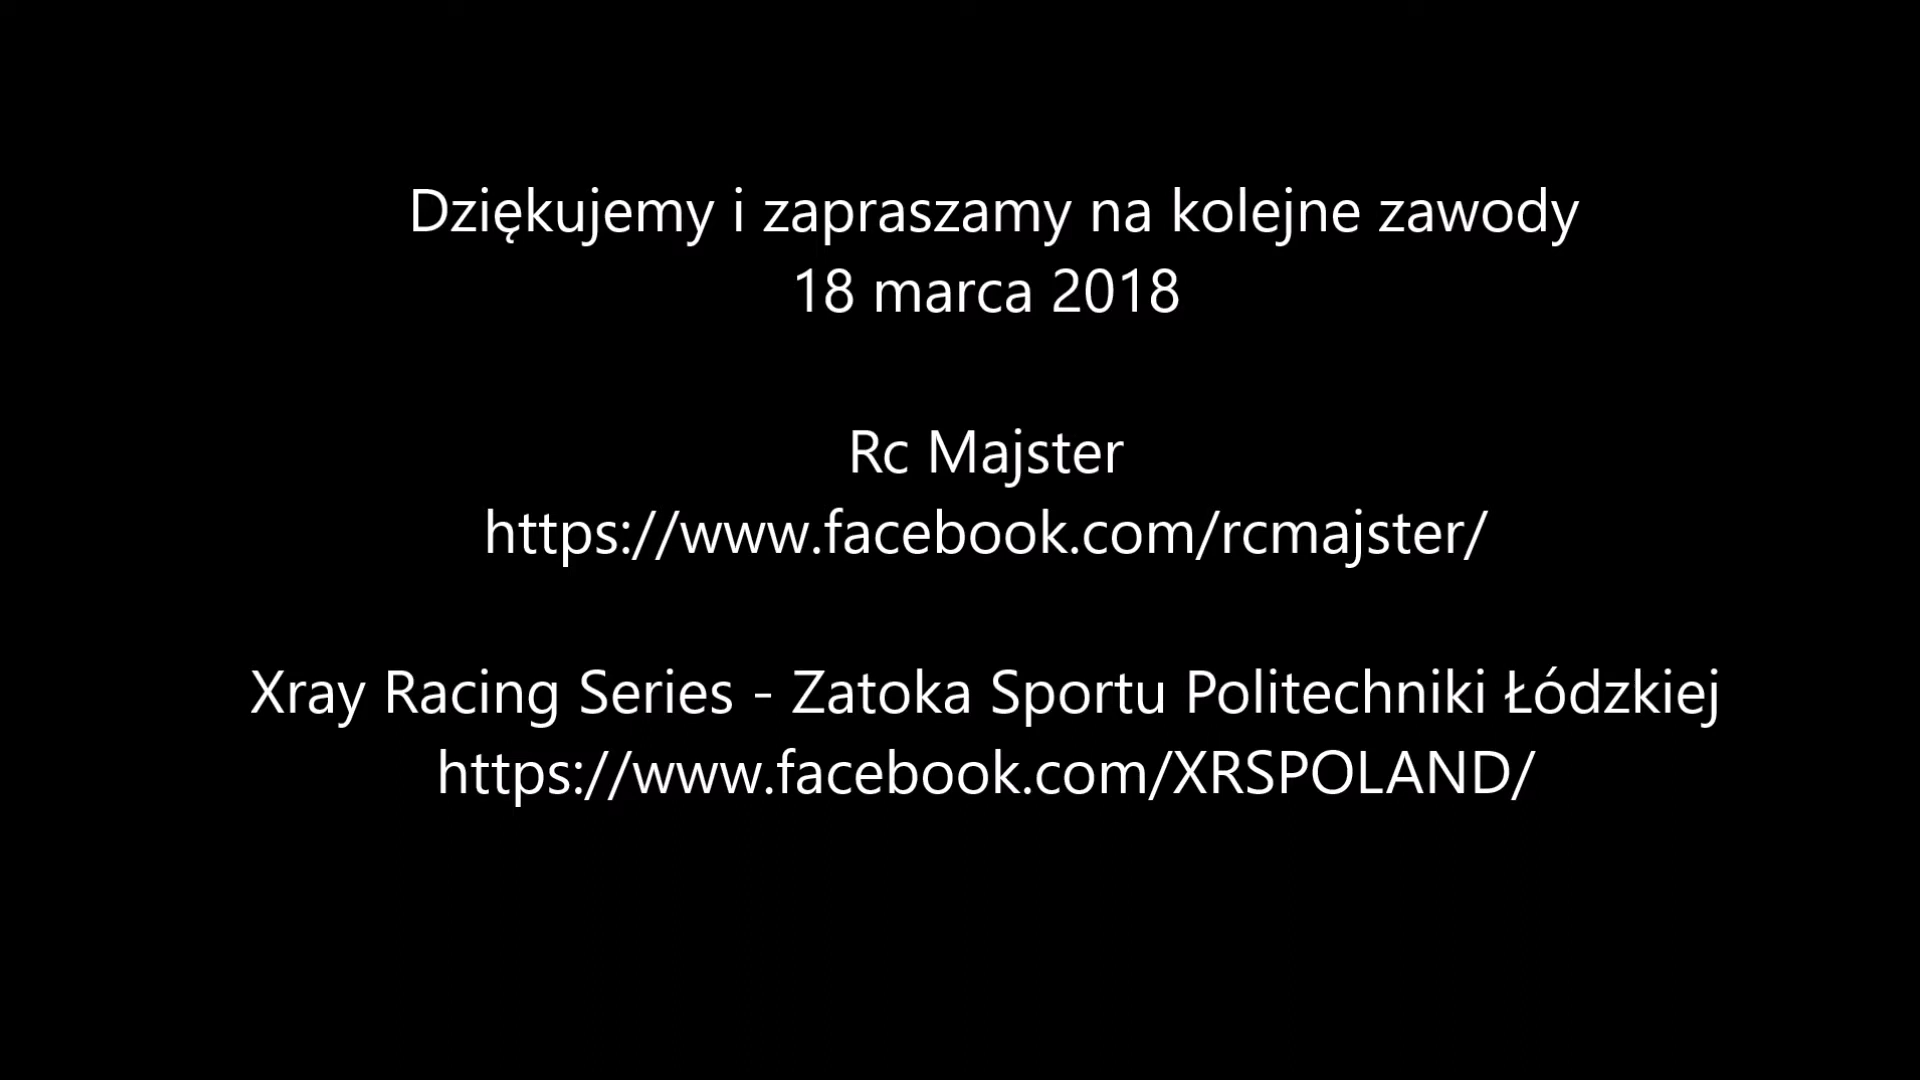 Dziękujemy i zapraszamy na kolejne zawody
18 marca 2018
Rc Majster
https://www.facebook.com/rcmajster/
Xray Racing Series - Zatoka Sportu Politechniki Łódzkiej
https://www.facebook.com/XRSPOLAND/